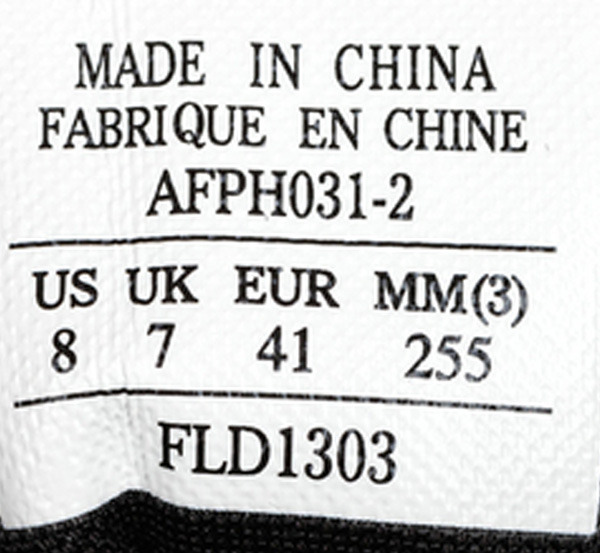 MADE IN CHINA
FABRIQUE EN CHINE
AFPH031-2
US UK EUR MM(3)
8 7 41 255
FLD1303